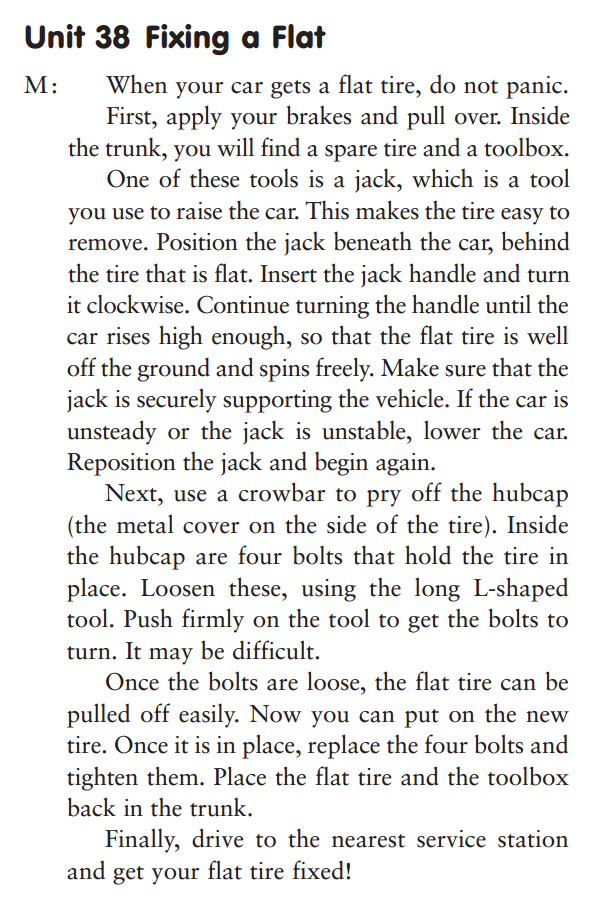 Unit 38 Fixing a Flat
M: When your car gets a flat tire, do not panic.
First, apply your brakes and pull over. Inside
the trunk, you will find a spare tire and a toolbox.
One of these tools is a jack, which is a tool
you use to raise the car. This makes the tire easy to
remove. Position the jack beneath the car, behind
the tire that is flat. Insert the jack handle and turn
it clockwise. Continue turning the handle until the
car rises high enough, so that the flat tire is well
off the ground and spins freely. Make sure that the
jack is securely supporting the vehicle. If the car is
unsteady or the jack is unstable, lower the car.
Reposition the jack and begin again.
Next, use a crowbar to pry off the hubcap
(the metal cover on the side of the tire). Inside
the hubcap are four bolts that hold the tire in
place. Loosen these, using the long L-shaped
tool. Push firmly on the tool to get the bolts to
turn. It may be difficult.
Once the bolts are loose, the flat tire can be
pulled off easily. Now you can put on the new
tire. Once it is in place, replace the four bolts and
tighten them. Place the flat tire and the toolbox
back in the trunk.
Finally, drive to the nearest service station
and get your flat tire fixed!